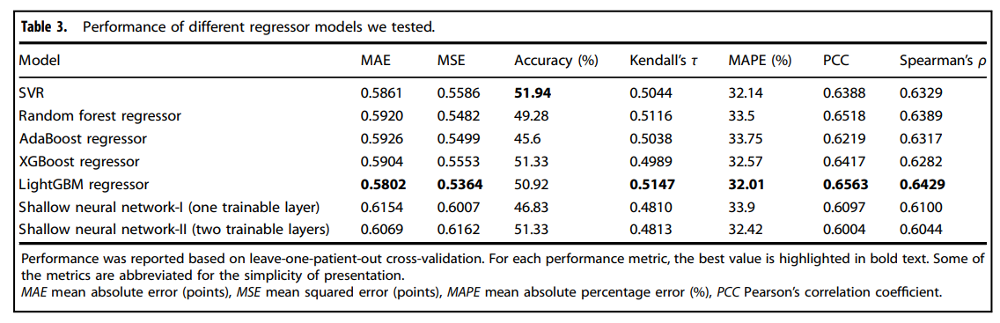 Table 3. Performance of different regressor models we tested.
Model MAE MSE Accuracy (%) Kendall's τ MAPE (%) PCC Spearman's ρ
SVR 0.5861 0.5586 51.94 0.5044 32.14 0.6388 0.6329
Random forest regressor 0.5920 0.5482 49.28 0.5116 33.5 0.6518 0.6389
AdaBoost regressor 0.5926 0.5499 45.6 0.5038 33.75 0.6219 0.6317
XGBoost regressor 0.5904 0.5553 51.33 0.4989 32.57 0.6417 0.6282
LightGBM regressor 0.5802 0.5364 50.92 0.5147 32.01 0.6563 0.6429
Shallow neural network-I (one trainable layer) 0.6154 0.6007 46.83 0.4810 33.9 0.6097 0.6100
Shallow neural network-II (two trainable layers) 0.6069 0.6162 51.33 0.4813 32.42 0.6004 0.6044
Performance was reported based on leave-one-patient-out cross-validation. For each performance metric, the best value is highlighted in bold text. Some of
the metrics are abbreviated for the simplicity of presentation.
MAE mean absolute error (points), MSE mean squared error (points), MAPE mean absolute percentage error (%), PCC Pearson's correlation coefficient.